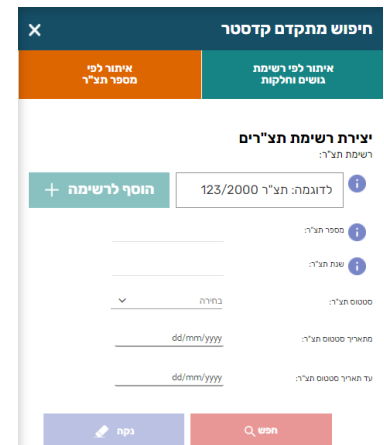 חיפוש מתקדם קדסטר
איתור לפי רשימת
גושים וחלקות
איתור לפי
מספר תצ"ר
יצירת רשימת תצ"רים
רשימת תצ"ר:
לדוגמה: תצ"ר 123/2000
הוסף לרשימה
מספר תצ"ר:
שנת תצ"ר:
סטטוס תצ"ר:
בחירה
מתאריך סטטוס תצ"ר:
dd/mm/yyyy
עד תאריך סטטוס תצ"ר:
dd/mm/yyyy
חפש
נקה